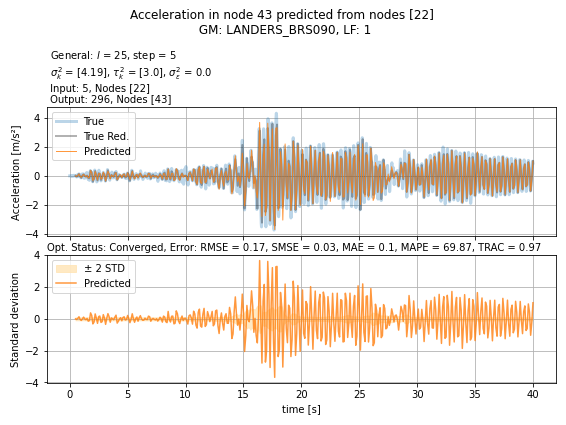 Acceleration in node 43 predicted from nodes [22]
GM: LANDERS_BRS090, LF: 1
General: l = 25, step = 5
σ²ₖ = [4.19], τ²ₖ = [3.0], σ²ε = 0.0
Input: 5, Nodes [22]
Output: 296, Nodes [43]
Acceleration [m/s²]
4
2
0
−2
−4
True
True Red.
Predicted
Opt. Status: Converged, Error: RMSE = 0.17, SMSE = 0.03, MAE = 0.1, MAPE = 69.87, TRAC = 0.97
Standard deviation
4
2
0
−2
−4
± 2 STD
Predicted
0 5 10 15 20 25 30 35 40
time [s]